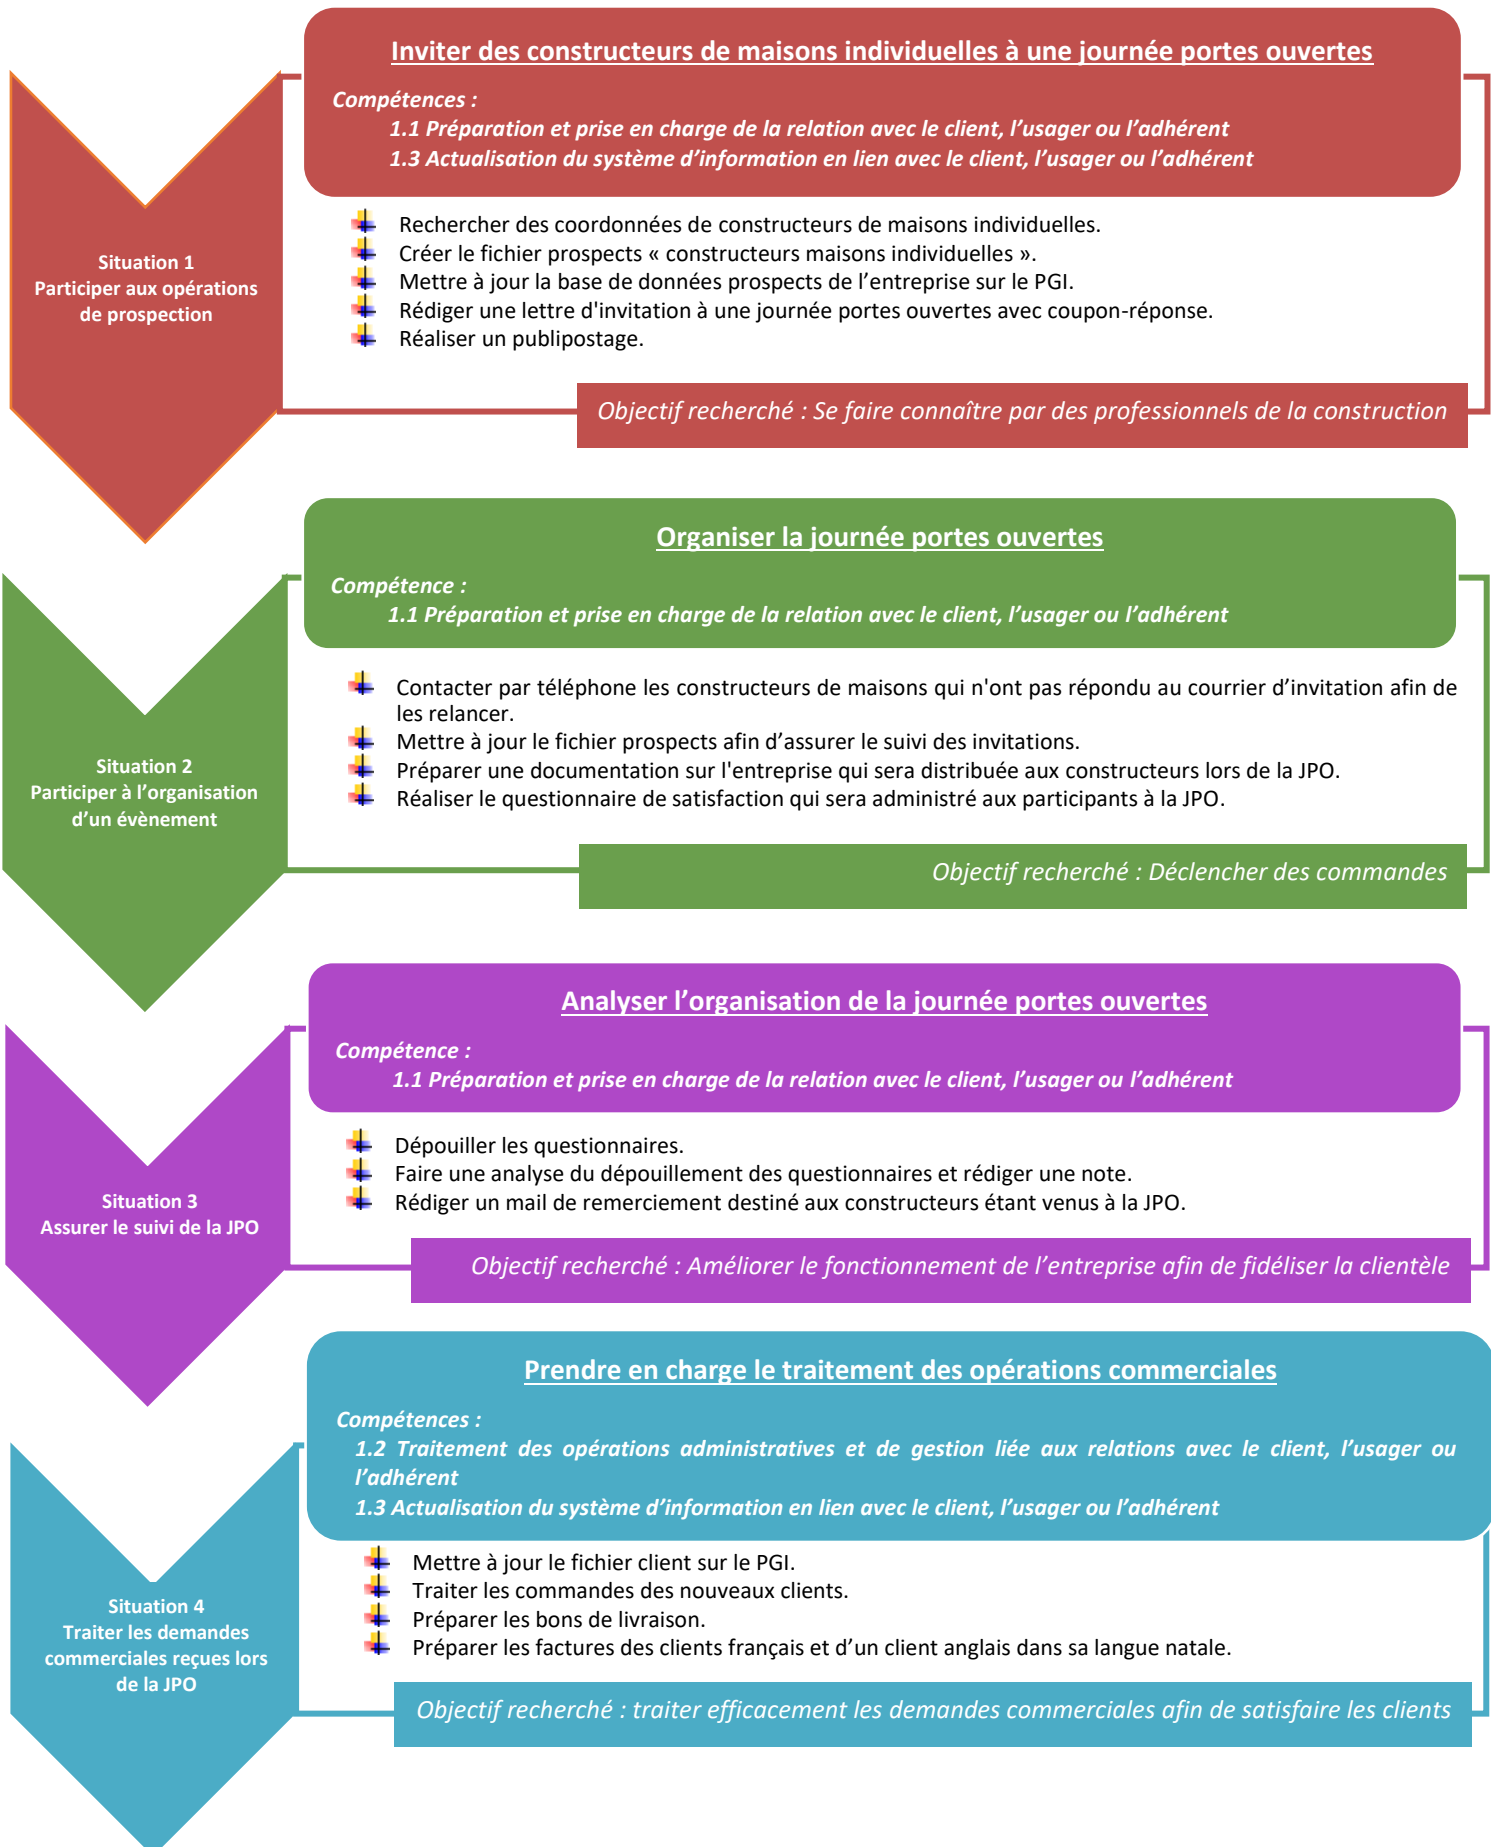 Inviter des constructeurs de maisons individuelles à une journée portes ouvertes
Compétences :
1.1 Préparation et prise en charge de la relation avec le client, l’usager ou l’adhérent
1.3 Actualisation du système d’information en lien avec le client, l’usager ou l’adhérent
Situation 1
Participer aux opérations
de prospection
Rechercher des coordonnées de constructeurs de maisons individuelles.
Créer le fichier prospects « constructeurs maisons individuelles ».
Mettre à jour la base de données prospects de l’entreprise sur le PGI.
Rédiger une lettre d'invitation à une journée portes ouvertes avec coupon-réponse.
Réaliser un publipostage.
Objectif recherché : Se faire connaître par des professionnels de la construction
Organiser la journée portes ouvertes
Compétence :
1.1 Préparation et prise en charge de la relation avec le client, l’usager ou l’adhérent
Situation 2
Participer à l’organisation
d’un évènement
Contacter par téléphone les constructeurs de maisons qui n'ont pas répondu au courrier d’invitation afin de
les relancer.
Mettre à jour le fichier prospects afin d’assurer le suivi des invitations.
Préparer une documentation sur l'entreprise qui sera distribuée aux constructeurs lors de la JPO.
Réaliser le questionnaire de satisfaction qui sera administré aux participants à la JPO.
Objectif recherché : Déclencher des commandes
Analyser l’organisation de la journée portes ouvertes
Compétence :
1.1 Préparation et prise en charge de la relation avec le client, l’usager ou l’adhérent
Situation 3
Assurer le suivi de la JPO
Dépouiller les questionnaires.
Faire une analyse du dépouillement des questionnaires et rédiger une note.
Rédiger un mail de remerciement destiné aux constructeurs étant venus à la JPO.
Objectif recherché : Améliorer le fonctionnement de l’entreprise afin de fidéliser la clientèle
Prendre en charge le traitement des opérations commerciales
Compétences :
1.2 Traitement des opérations administratives et de gestion liée aux relations avec le client, l’usager ou
l’adhérent
1.3 Actualisation du système d’information en lien avec le client, l’usager ou l’adhérent
Situation 4
Traiter les demandes
commerciales reçues lors
de la JPO
Mettre à jour le fichier client sur le PGI.
Traiter les commandes des nouveaux clients.
Préparer les bons de livraison.
Préparer les factures des clients français et d’un client anglais dans sa langue natale.
Objectif recherché : traiter efficacement les demandes commerciales afin de satisfaire les clients